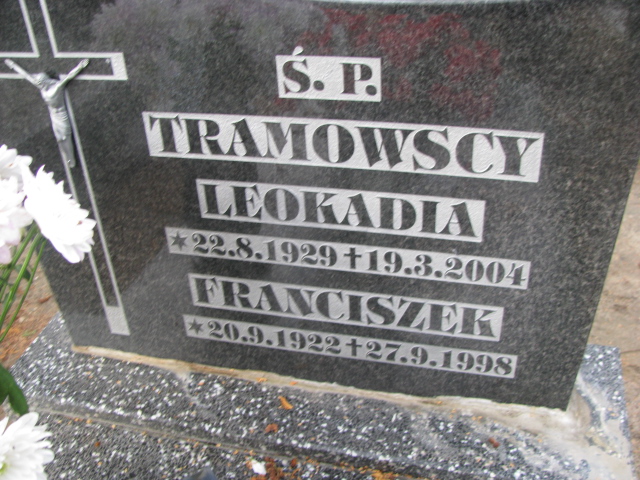 Ś. P.
TRAMOWSCY
LEOKADIA
*22.8.1929 †19.3.2004
FRANCISZEK
*20.9.1922 †27.9.1998